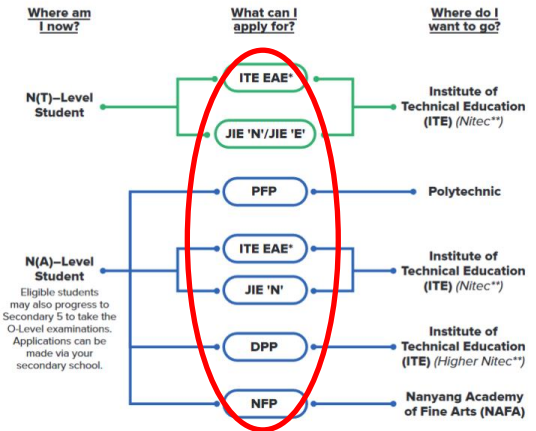 Where am
I now?
What can I
apply for?
Where do I
want to go?
N(T)–Level
Student
ITE EAE*
JIE 'N'/JIE 'E'
Institute of
Technical Education
(ITE) (Nitec**)
N(A)–Level
Student
Eligible students
may also progress to
Secondary 5 to take the
O-Level examinations.
Applications can be
made via your
secondary school.
PFP
Polytechnic
ITE EAE*
JIE 'N'
Institute of
Technical Education
(ITE) (Nitec**)
DPP
Institute of
Technical Education
(ITE) (Higher Nitec**)
NFP
Nanyang Academy
of Fine Arts (NAFA)